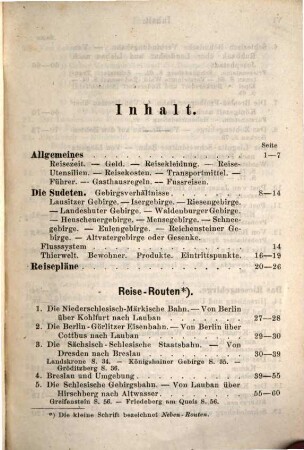 Inhalt.
Seite
Allgemeines . . . . . . . . . . 1—7
Reisezeit. — Geld. — Reisekleidung. — Reise-
Utensilien. — Reisekosten. — Transportmittel. —
Führer. — Gasthausregeln. — Fussreisen.
Die Sudeten. Gebirgsverhältnisse . . . . 8—14
Lausitzer Gebirge. — Isergebirge. — Riesengebirge.
— Landeshuter Gebirge. — Waldenburger Gebirge.
— Heuscheuergebirge. — Mensegebirge. — Schnee-
gebirge. — Eulengebirge. — Reichensteiner Ge-
birge. — Altvatergebirge oder Gesenke.
Flusssystem . . . . . . . . . . 14
Thierwelt. Bewohner. Produkte. Eintrittspunkte. 16—19
Reisepläne . . . . . . . . . . 20—26
Reise-Routen*).
1. Die Niederschlesisch-Märkische Bahn. — Von Berlin
über Kohlfurt nach Lauban . . . . . 27—28
2. Die Berlin-Görlitzer Eisenbahn. — Von Berlin über
Cottbus nach Lauban . . . . . . 28—30
3. Die Sächsisch-Schlesische Staatsbahn. — Von
Dresden nach Breslau . . . . . . 30—39
Landskrone S. 34. — Königshainer Gebirge S. 35. —
Gröditzberg S. 56.
4. Breslau und Umgebung . . . . . . 39—55
5. Die Schlesische Gebirgsbahn. — Von Lauban über
Hirschberg nach Altwasser . . . . . 55—60
Greifenstein S. 56. — Friedeberg am Queis S. 56.
*) Die kleine Schrift bezeichnet Neben-Routen.